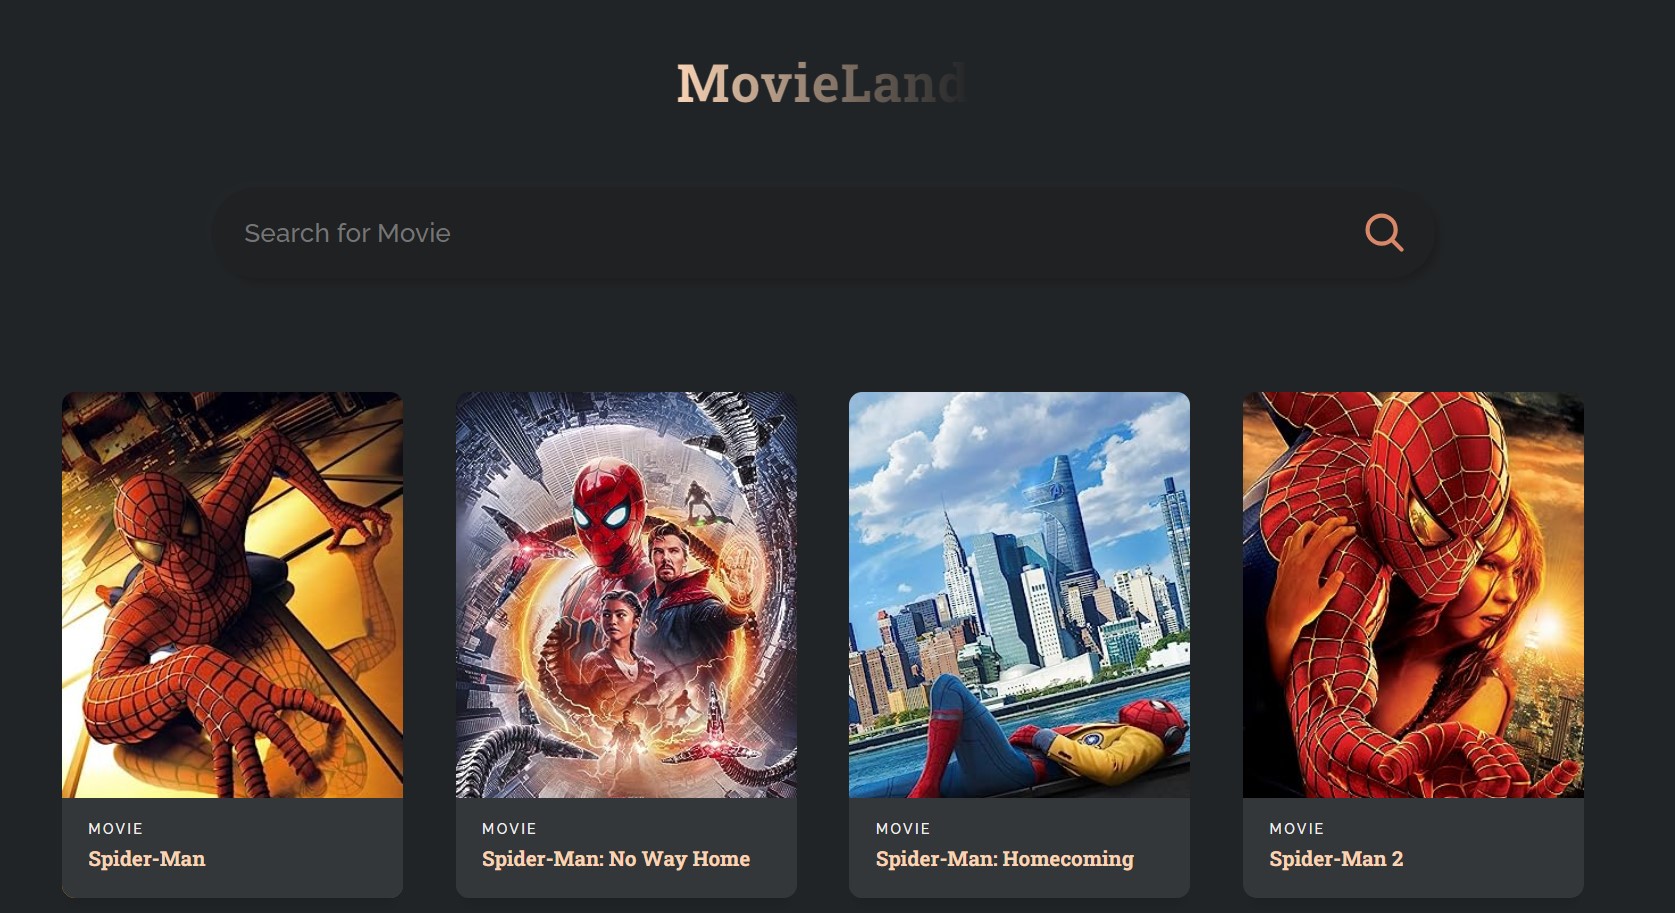 MovieLand
Search for Movie
MOVIE
Spider-Man
MOVIE
Spider-Man: No Way Home
MOVIE
Spider-Man: Homecoming
MOVIE
Spider-Man 2